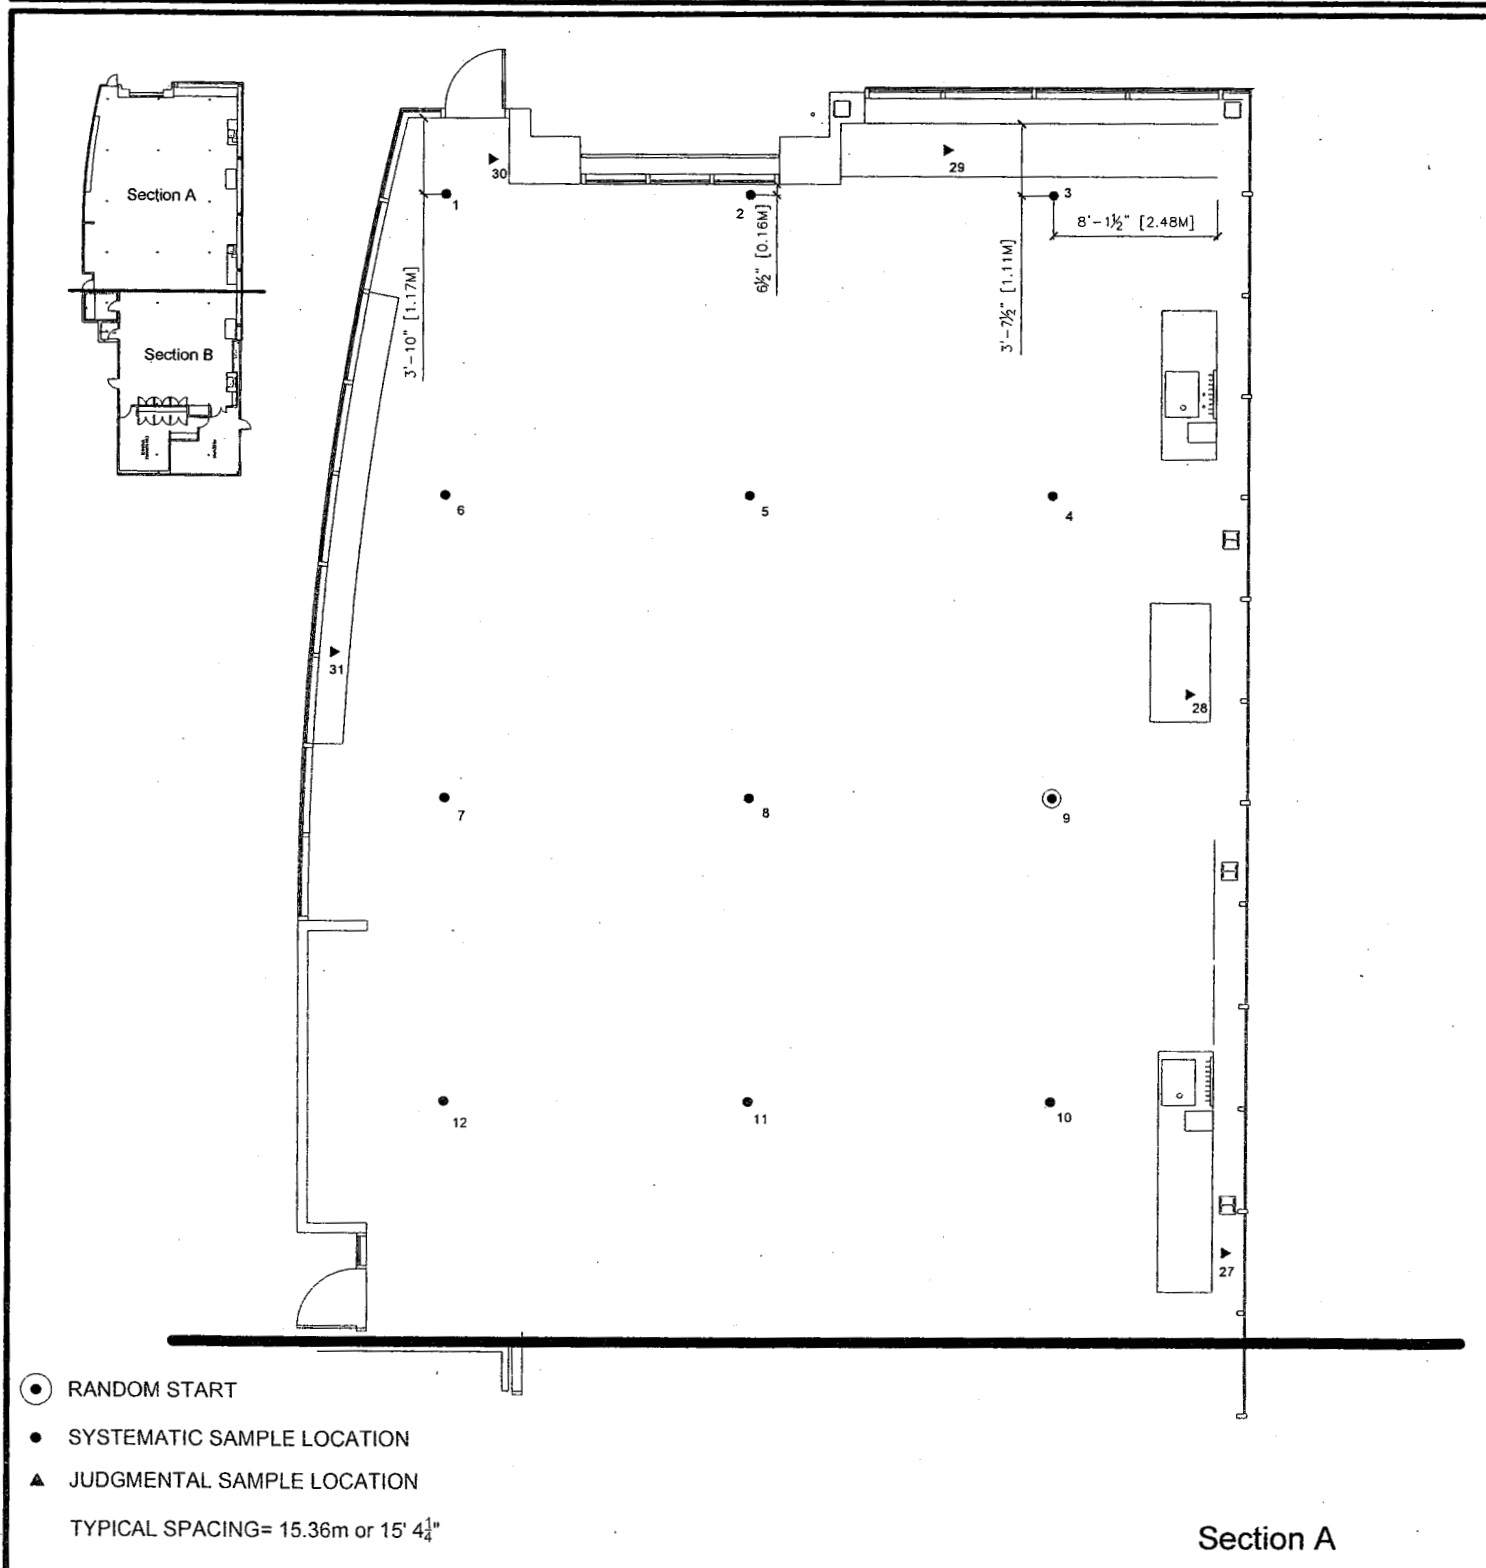 Section A
Section B
30
29
1
2
3
8'-1½" [2.48M]
3'-10" [1.17M]
6½" [0.16M]
3'-7½" [1.11M]
6
5
4
31
28
7
8
9
12
11
10
27
RANDOM START
SYSTEMATIC SAMPLE LOCATION
JUDGMENTAL SAMPLE LOCATION
TYPICAL SPACING= 15.36m or 15' 4¼"
Section A